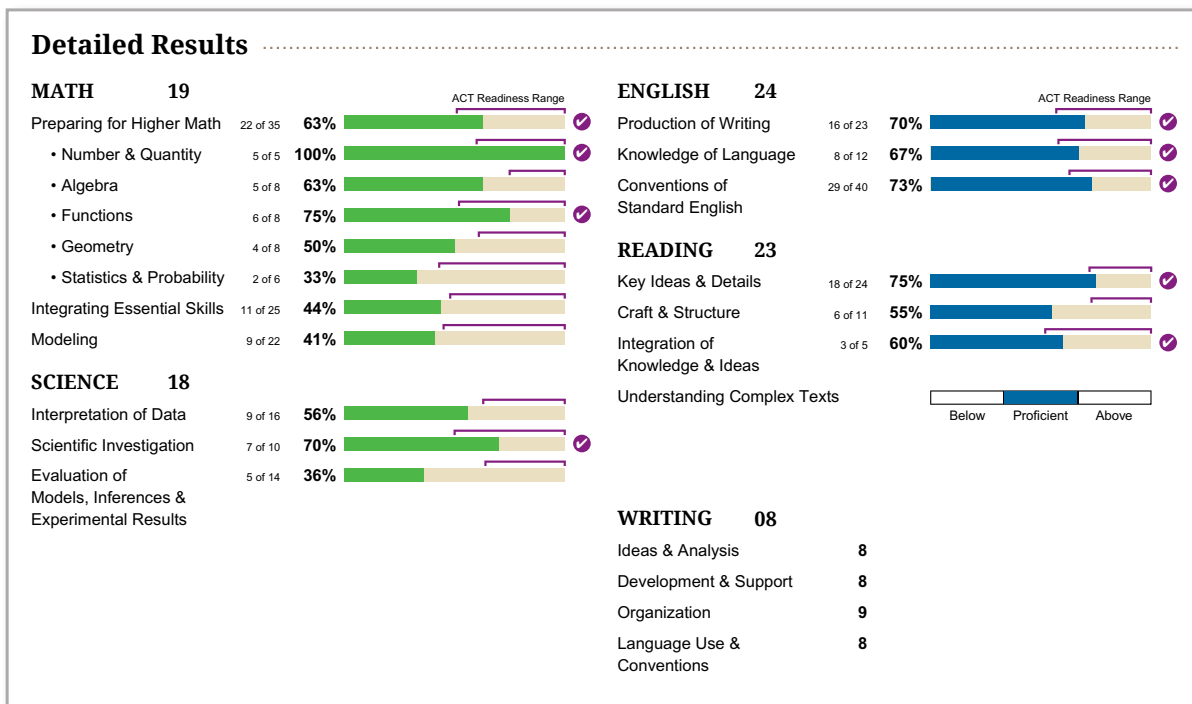 Detailed Results
MATH 19
ACT Readiness Range
Preparing for Higher Math 22 of 35 63%
• Number & Quantity 5 of 5 100%
• Algebra 5 of 8 63%
• Functions 6 of 8 75%
• Geometry 4 of 8 50%
• Statistics & Probability 2 of 6 33%
Integrating Essential Skills 11 of 25 44%
Modeling 9 of 22 41%
SCIENCE 18
Interpretation of Data 9 of 16 56%
Scientific Investigation 7 of 10 70%
Evaluation of 5 of 14 36%
Models, Inferences &
Experimental Results
ENGLISH 24
ACT Readiness Range
Production of Writing 16 of 23 70%
Knowledge of Language 8 of 12 67%
Conventions of 29 of 40 73%
Standard English
READING 23
Key Ideas & Details 18 of 24 75%
Craft & Structure 6 of 11 55%
Integration of 3 of 5 60%
Knowledge & Ideas
Understanding Complex Texts
Below Proficient Above
WRITING 08
Ideas & Analysis 8
Development & Support 8
Organization 9
Language Use & 8
Conventions